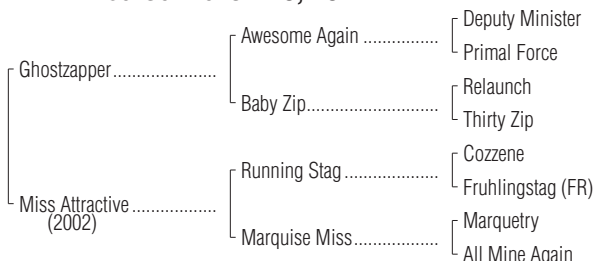 Deputy Minister
Awesome Again ................
Primal Force
Ghostzapper......................
Relaunch
Baby Zip............................
Thirty Zip
Cozzene
Running Stag ....................
Fruhlingstag (FR)
Miss Attractive ..................
(2002)
Marquetry
Marquise Miss..................
All Mine Again